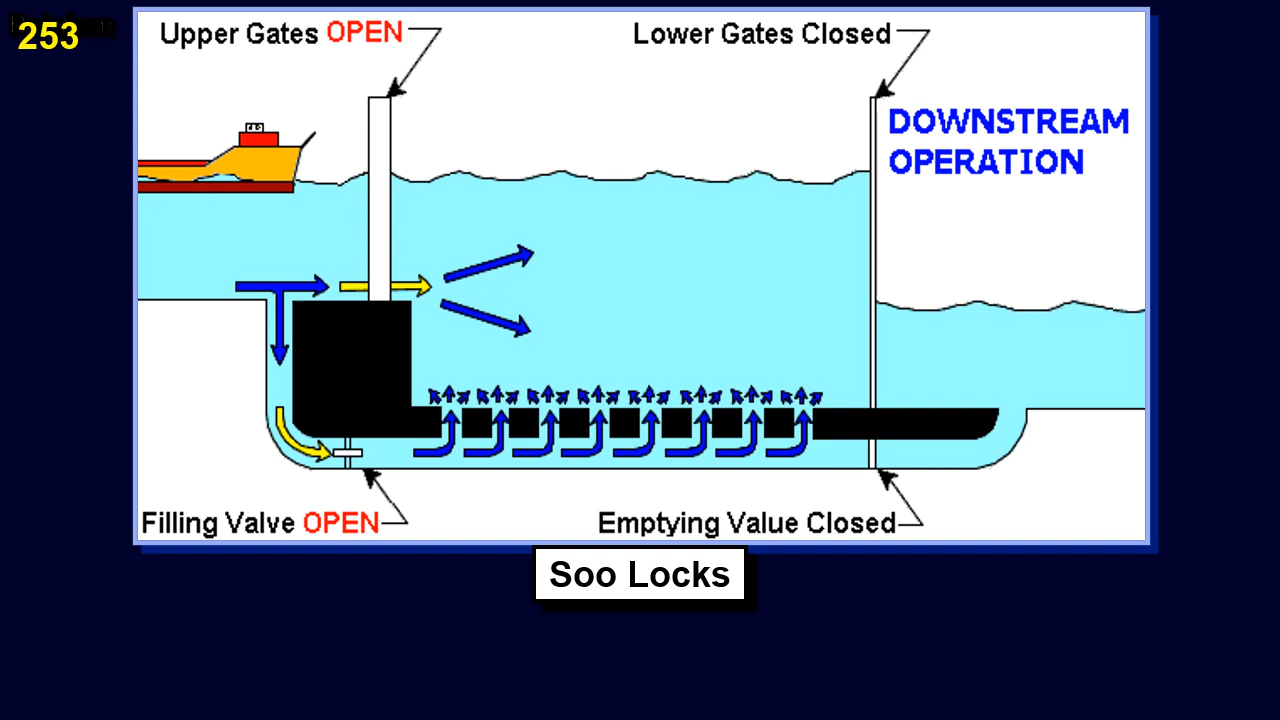 253
Upper Gates OPEN
Lower Gates Closed
DOWNSTREAM
OPERATION
Filling Valve OPEN
Emptying Value Closed
Soo Locks